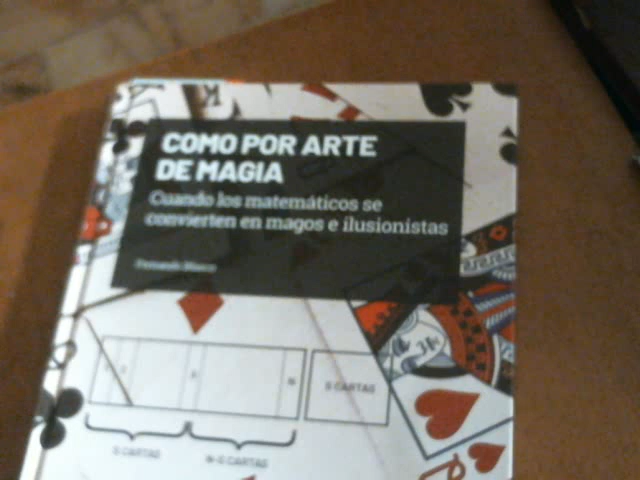 K
COMO POR ARTE
DE MAGIA
Cuando los matemáticos se
convierten en magos e ilusionistas
Fernando Blasco
S CARTAS
S CARTAS
N-S CARTAS